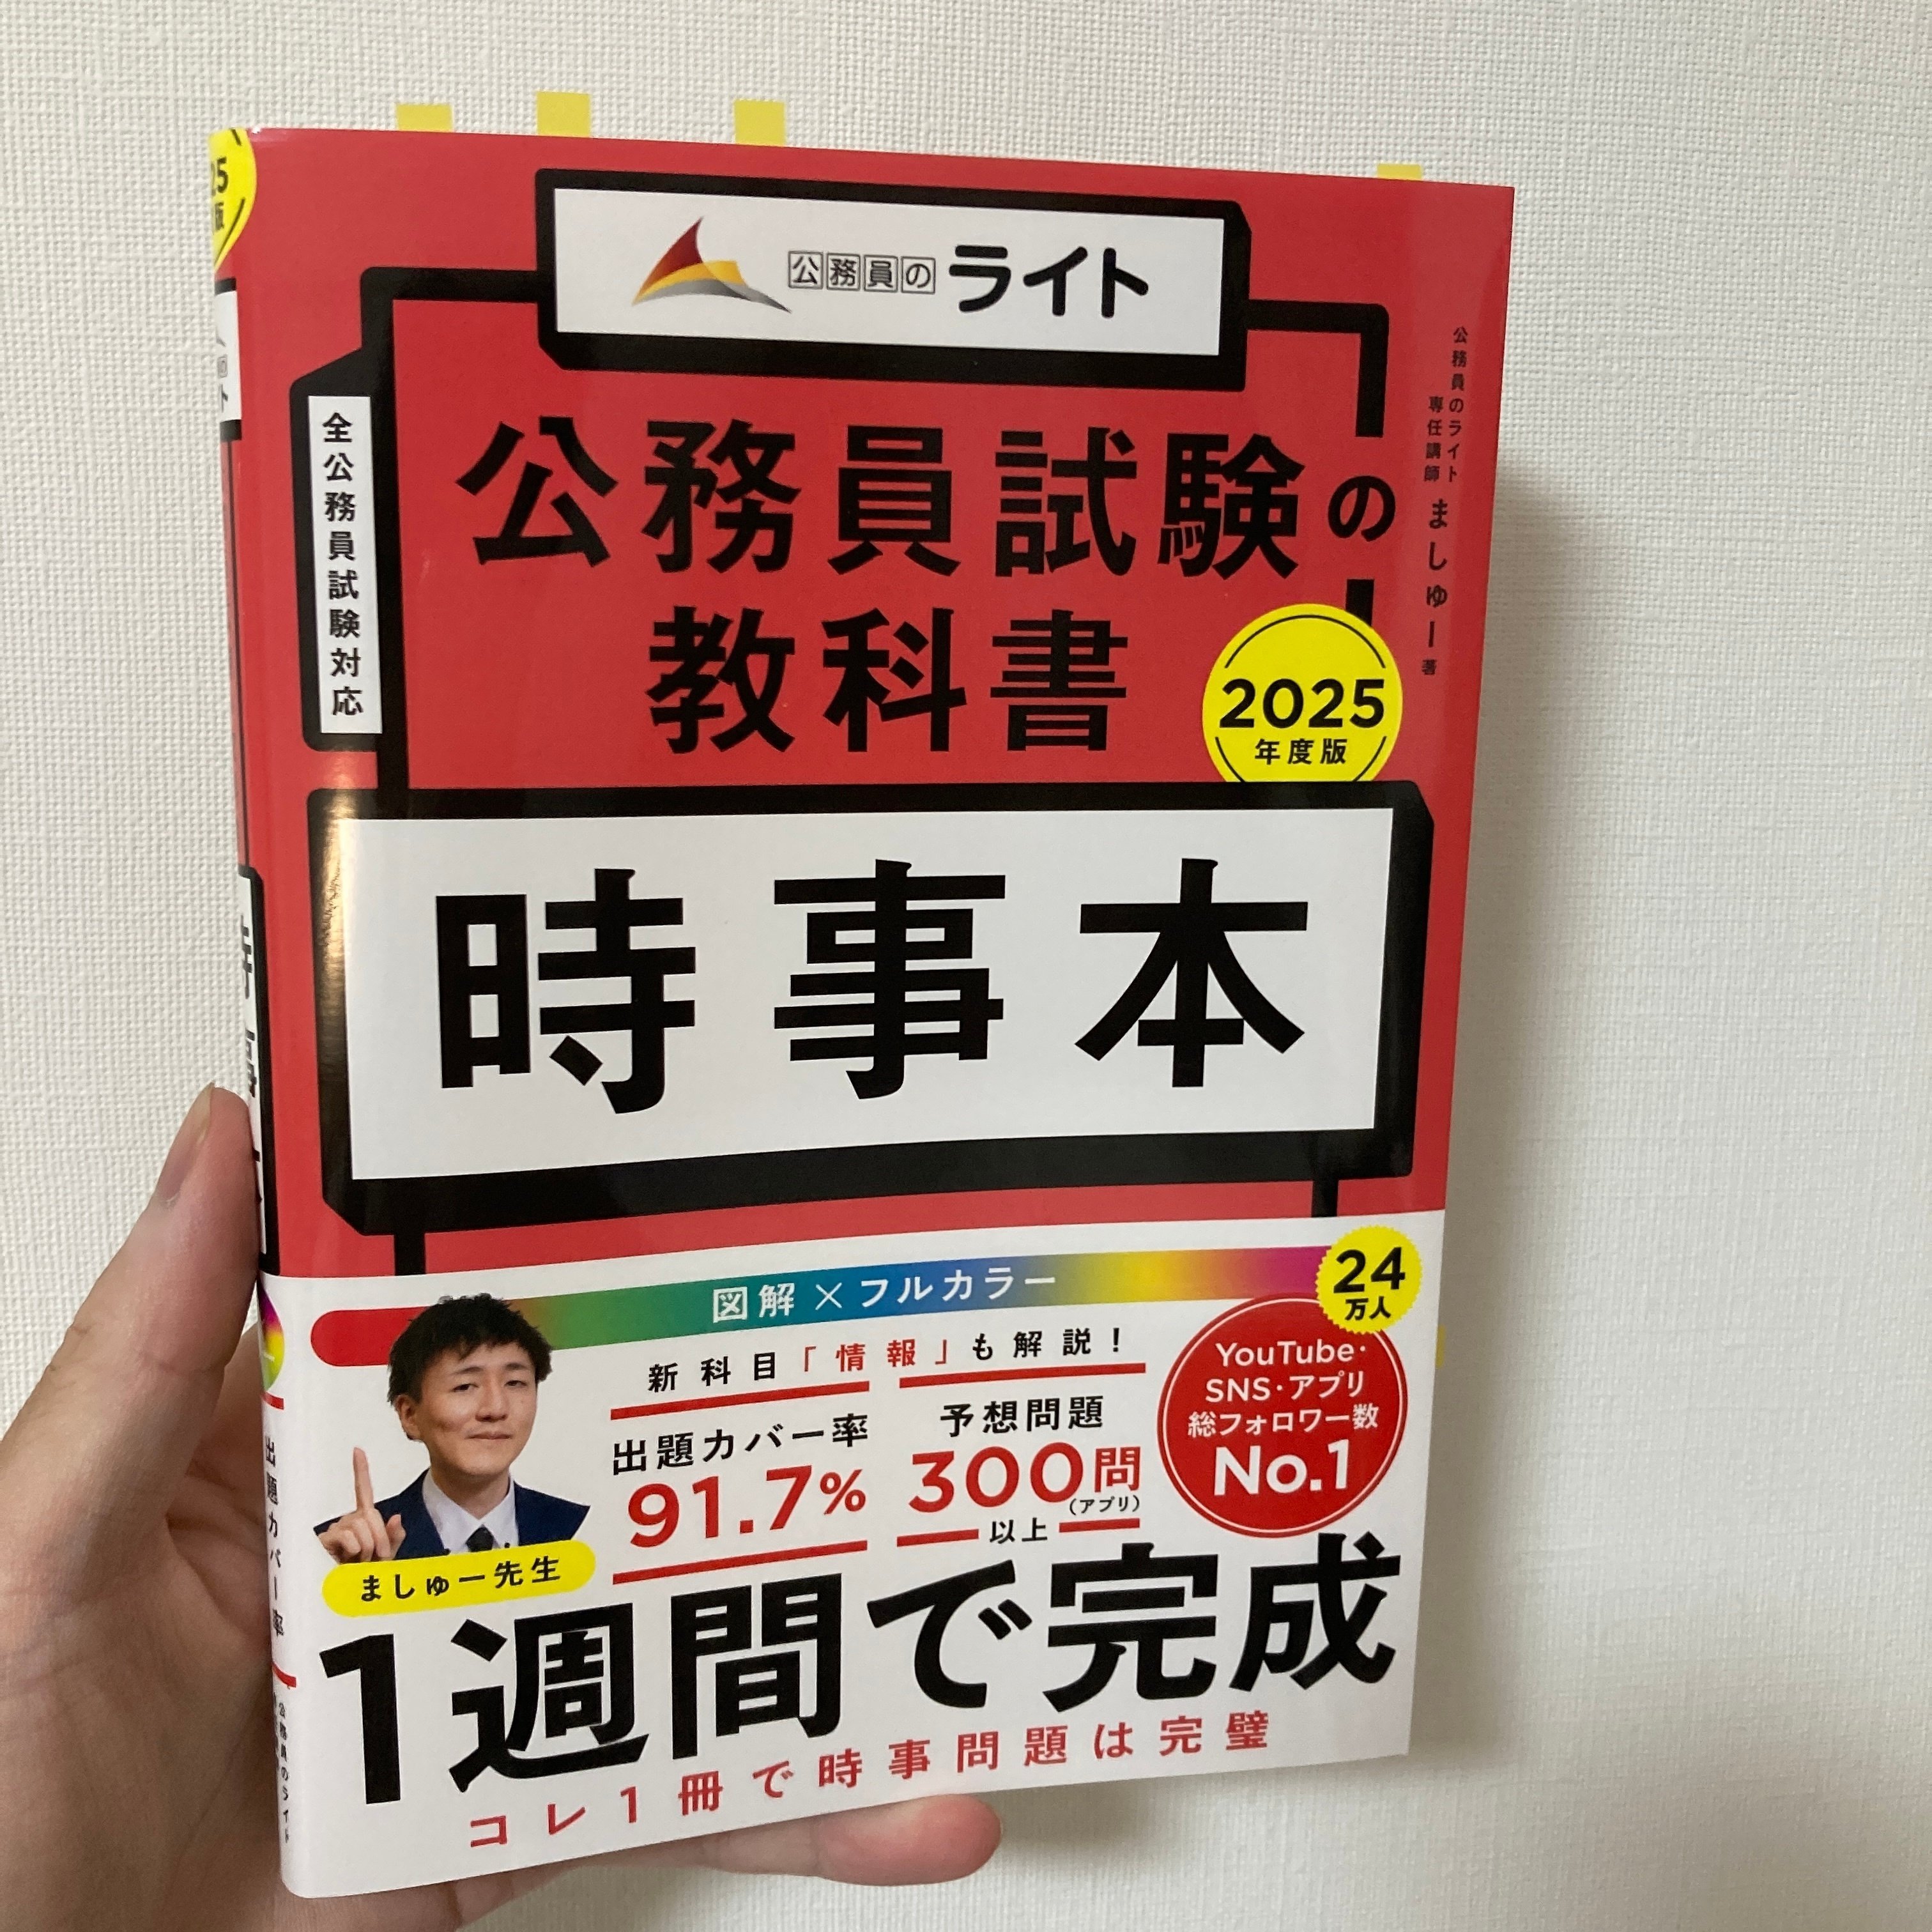 公務員のライト
全公務員試験対応
公務員試験の
教科書
2025
年度版
公務員のライト
専任講師
ましゅー 著
時事本
図解×フルカラー
24
万人
新科目「情報」も解説！
出題カバー率
91.7%
予想問題
300問
(アプリ)
以上
YouTube・
SNS・アプリ
総フォロワー数
No.1
ましゅー先生
1週間で完成
コレ1冊で時事問題は完璧
出題カバー率